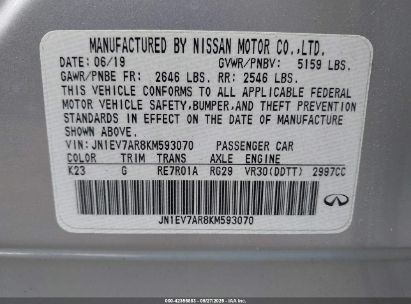 MANUFACTURED BY NISSAN MOTOR CO.,LTD.
DATE: 06/19 GVWR/PNBV: 5159 LBS.
GAWR/PNBE FR: 2646 LBS. RR: 2546 LBS.
THIS VEHICLE CONFORMS TO ALL APPLICABLE FEDERAL
MOTOR VEHICLE SAFETY,BUMPER,AND THEFT PREVENTION
STANDARDS IN EFFECT ON THE DATE OF MANUFACTURE
SHOWN ABOVE.
VIN: JN1EV7AR8KM593070 PASSENGER CAR
COLOR TRIM TRANS AXLE ENGINE
K23 G RE7R01A RG29 VR30(DDTT) 2997CC
JN1EV7AR8KM593070